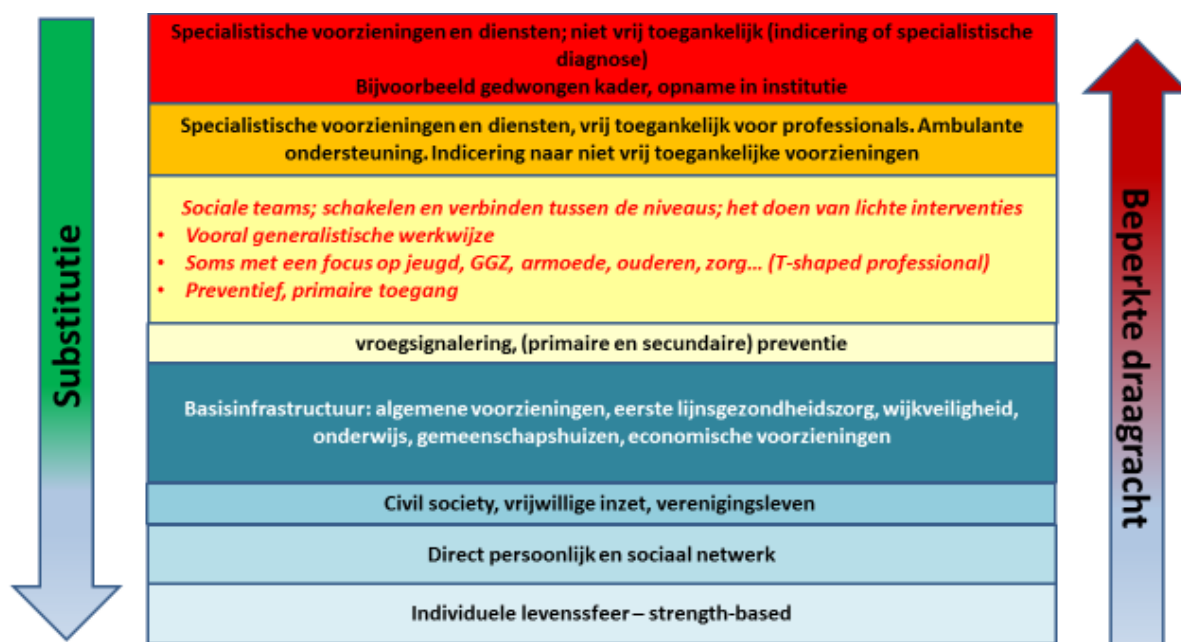 Specialistische voorzieningen en diensten; niet vrij toegankelijk (indicering of specialistische
diagnose)
Bijvoorbeeld gedwongen kader, opname in institutie
Specialistische voorzieningen en diensten, vrij toegankelijk voor professionals. Ambulante
ondersteuning. Indicering naar niet vrij toegankelijke voorzieningen
Sociale teams; schakelen en verbinden tussen de niveaus; het doen van lichte interventies
• Vooral generalistische werkwijze
• Soms met een focus op jeugd, GGZ, armoede, ouderen, zorg... (T-shaped professional)
• Preventief, primaire toegang
vroegsignalering, (primaire en secundaire) preventie
Basisinfrastructuur: algemene voorzieningen, eerste lijnsgezondheidszorg, wijkveiligheid,
onderwijs, gemeenschapshuizen, economische voorzieningen
Civil society, vrijwillige inzet, verenigingsleven
Direct persoonlijk en sociaal netwerk
Individuele levenssfeer – strength-based
Substitutie
Beperkte draagracht